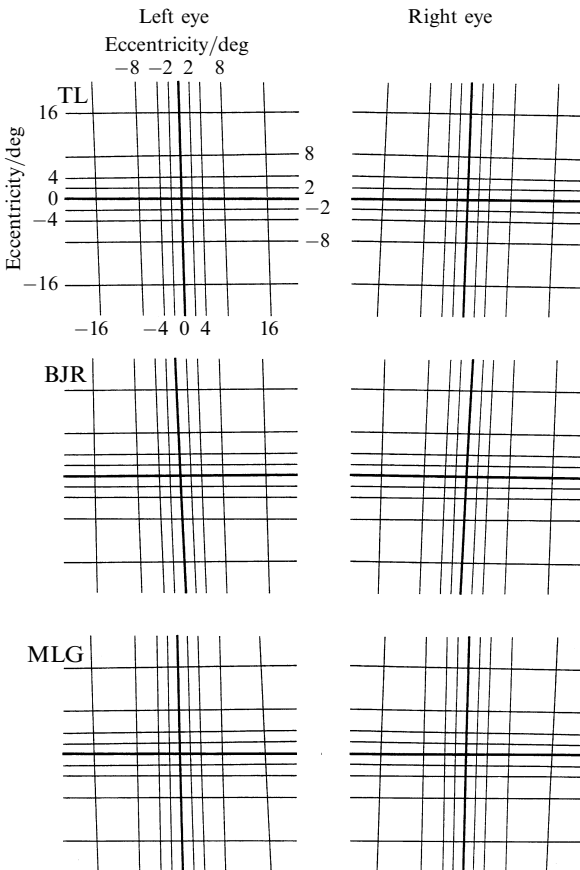 Left eye Right eye
Eccentricity/deg
−8 −2 2 8
TL
Eccentricity/deg
16
8
4
2
0
−2
−4
−8
−16
−16 −4 0 4 16
BJR
MLG